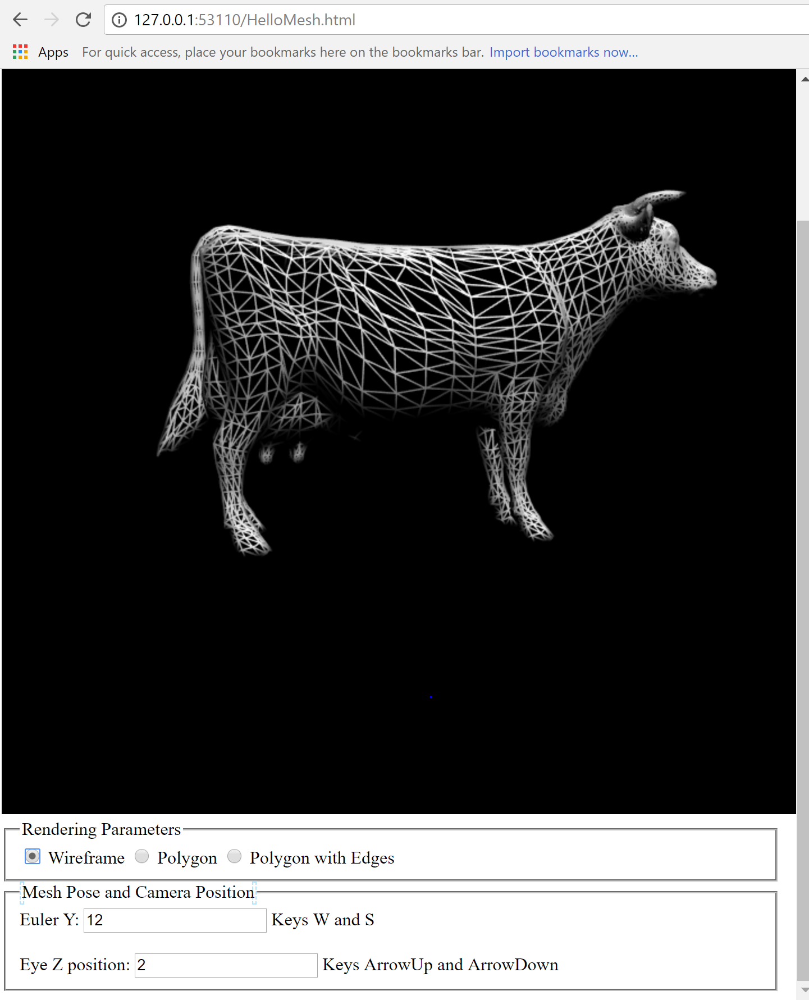 127.0.0.1:53110/HelloMesh.html
Apps For quick access, place your bookmarks here on the bookmarks bar. Import bookmarks now...
Rendering Parameters
Wireframe Polygon Polygon with Edges
Mesh Pose and Camera Position
Euler Y: 12 Keys W and S
Eye Z position: 2 Keys ArrowUp and ArrowDown